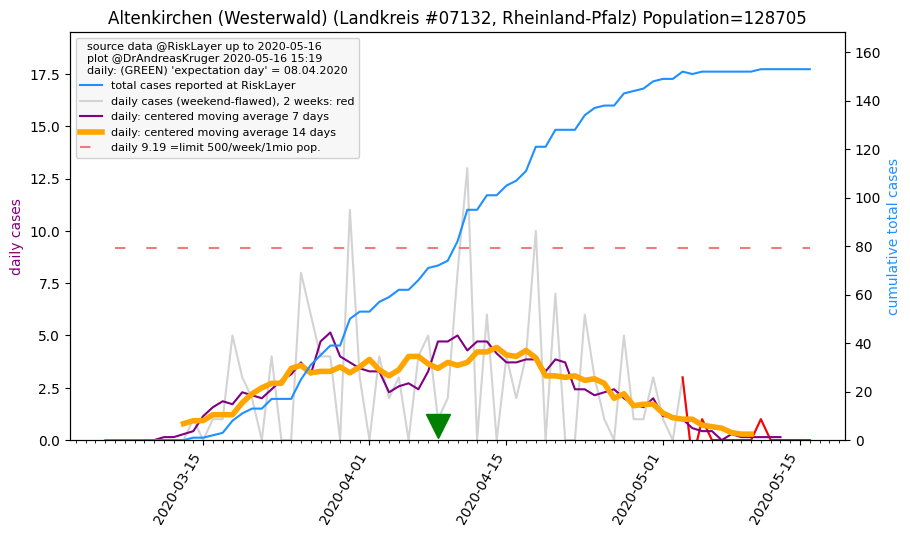 Altenkirchen (Westerwald) (Landkreis #07132, Rheinland-Pfalz) Population=128705
source data @RiskLayer up to 2020-05-16
plot @DrAndreasKruger 2020-05-16 15:19
daily: (GREEN) 'expectation day' = 08.04.2020
total cases reported at RiskLayer
daily cases (weekend-flawed), 2 weeks: red
daily: centered moving average 7 days
daily: centered moving average 14 days
daily 9.19 =limit 500/week/1mio pop.
daily cases
17.5
15.0
12.5
10.0
7.5
5.0
2.5
0.0
160
140
120
100
80
60
40
20
0
cumulative total cases
2020-03-15
2020-04-01
2020-04-15
2020-05-01
2020-05-15